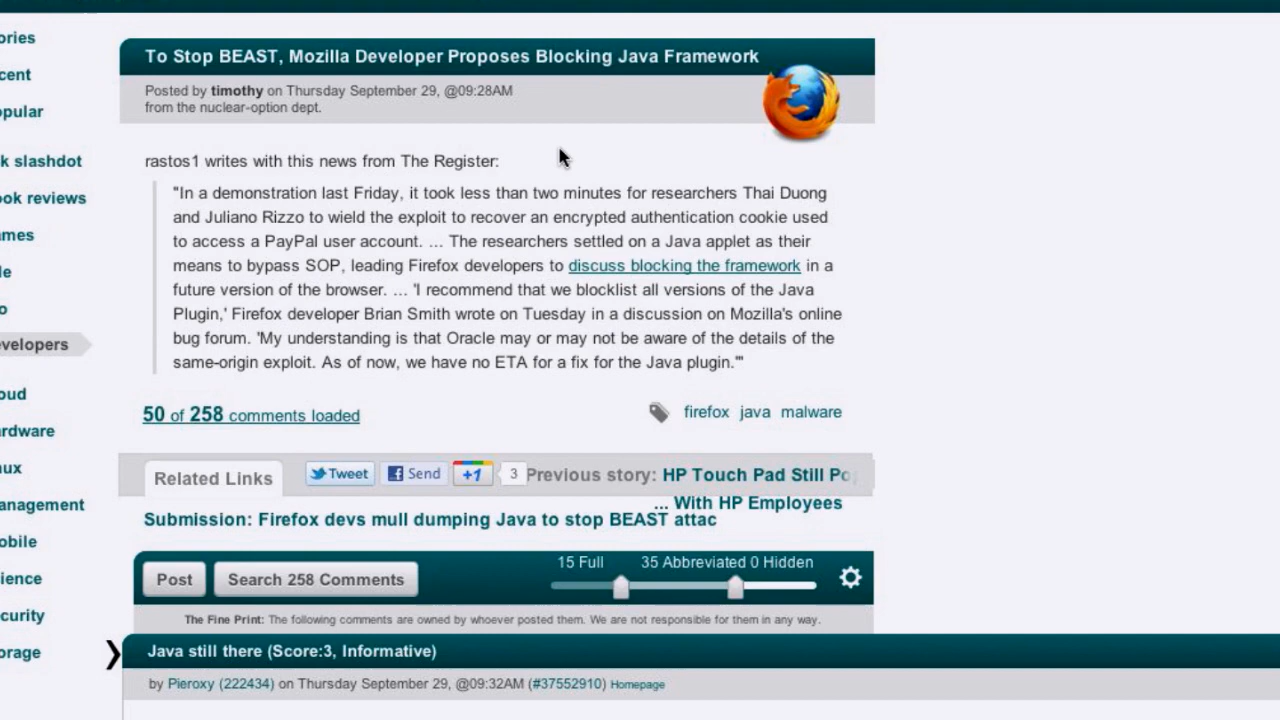 ories
To Stop BEAST, Mozilla Developer Proposes Blocking Java Framework
cent
Posted by timothy on Thursday September 29, @09:28AM
from the nuclear-option dept.
opular
k slashdot
rastos1 writes with this news from The Register:
ook reviews
"In a demonstration last Friday, it took less than two minutes for researchers Thai Duong
and Juliano Rizzo to wield the exploit to recover an encrypted authentication cookie used
ames
to access a PayPal user account. ... The researchers settled on a Java applet as their
le
means to bypass SOP, leading Firefox developers to discuss blocking the framework in a
future version of the browser. ... 'I recommend that we blocklist all versions of the Java
o
Plugin,' Firefox developer Brian Smith wrote on Tuesday in a discussion on Mozilla's online
evelopers
bug forum. 'My understanding is that Oracle may or may not be aware of the details of the
same-origin exploit. As of now, we have no ETA for a fix for the Java plugin.'"
loud
50 of 258 comments loaded
firefox java malware
ardware
nux
Related Links
Tweet
Send
+1
3
Previous story: HP Touch Pad Still Po
... With HP Employees
anagement
Submission: Firefox devs mull dumping Java to stop BEAST attac
obile
15 Full 35 Abbreviated 0 Hidden
ience
Post
Search 258 Comments
curity
The Fine Print: The following comments are owned by whoever posted them. We are not responsible for them in any way.
orage
Java still there (Score:3, Informative)
by Pieroxy (222434) on Thursday September 29, @09:32AM (#37552910) Homepage